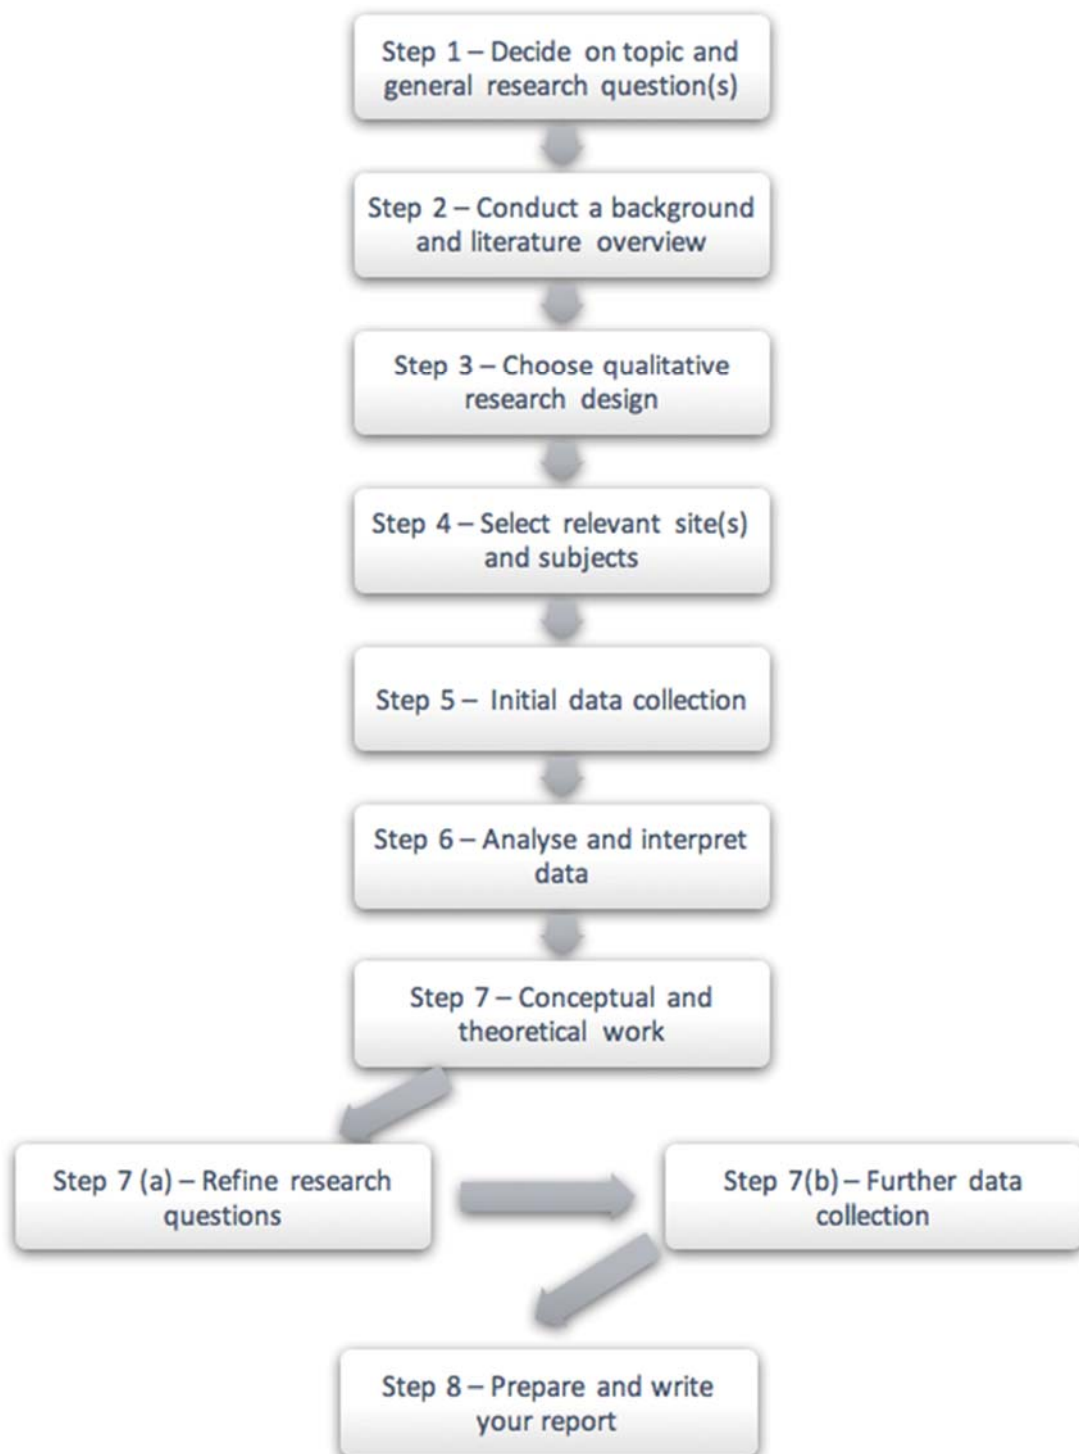 Step 1 – Decide on topic and
general research question(s)
Step 2 – Conduct a background
and literature overview
Step 3 – Choose qualitative
research design
Step 4 – Select relevant site(s)
and subjects
Step 5 – Initial data collection
Step 6 – Analyse and interpret
data
Step 7 – Conceptual and
theoretical work
Step 7 (a) – Refine research
questions
Step 7(b) – Further data
collection
Step 8 – Prepare and write
your report